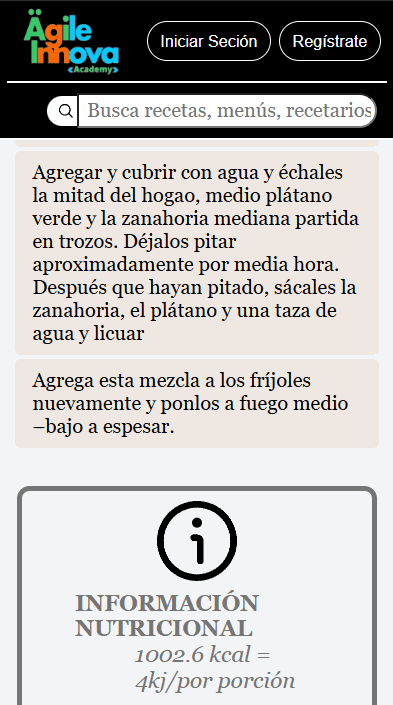 Ägile
Innova
<Academy>
Iniciar Seción
Regístrate
Busca recetas, menús, recetarios
Agregar y cubrir con agua y échales
la mitad del hogao, medio plátano
verde y la zanahoria mediana partida
en trozos. Déjalos pitar
aproximadamente por media hora.
Después que hayan pitado, sácales la
zanahoria, el plátano y una taza de
agua y licuar
Agrega esta mezcla a los fríjoles
nuevamente y ponlos a fuego medio
–bajo a espesar.
INFORMACIÓN
NUTRICIONAL
1002.6 kcal =
4kj/por porción